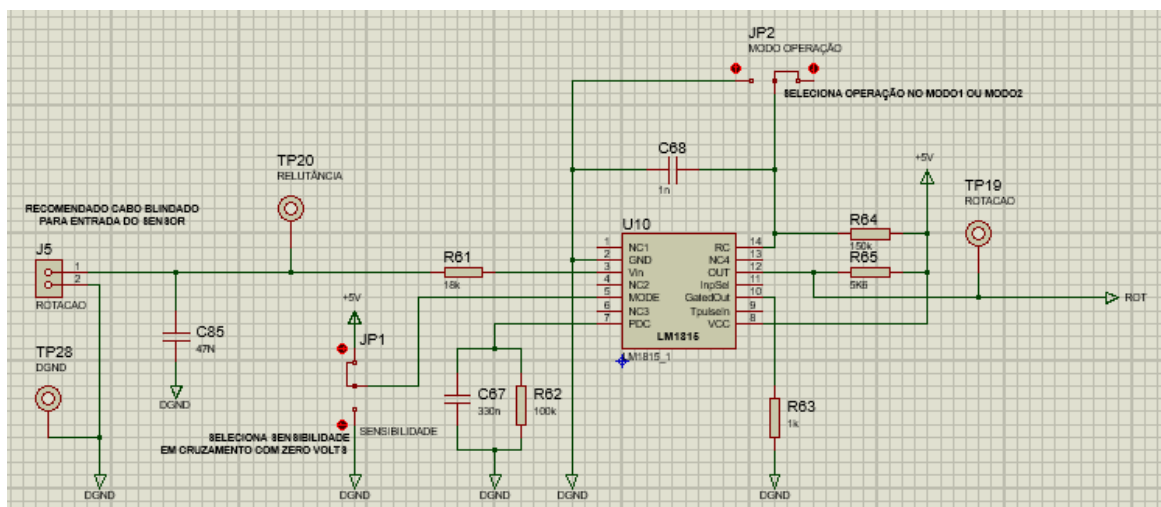 JP2
MODO OPERAÇÃO
SELECIONA OPERAÇÃO NO MODO1 OU MODO2
C68
1n
+5V
TP20
RELUTÂNCIA
TP19
ROTACAO
RECOMENDADO CABO BLINDADO
PARA ENTRADA DO SENSOR
J5
1
2
ROTACAO
R61
18k
U10
1 NC1 RC 14
2 GND NC4 13
3 Vin OUT 12
4 NC2 InpSel 11
5 MODE GatedOut 10
6 NC3 TpulseIn 9
7 PDC VCC 8
LM1815
LM1815_1
R64
150k
R65
5K6
ROT
+5V
JP1
C85
47N
DGND
TP28
DGND
C67
330n
R62
100k
R63
1k
SENSIBILIDADE
SELECIONA SENSIBILIDADE
EM CRUZAMENTO COM ZERO VOLTS
DGND
DGND
DGND
DGND
DGND